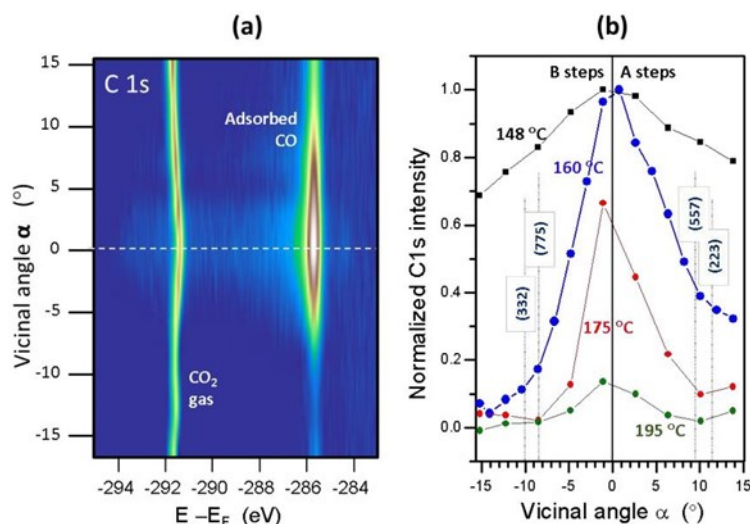 (a)
C 1s
Adsorbed
CO
CO2
gas
Vicinal angle α (°)
15
10
5
0
-5
-10
-15
-294 -292 -290 -288 -286 -284
E –EF (eV)
(b)
B steps A steps
148 °C
160 °C
175 °C
195 °C
(332)
(775)
(557)
(223)
Normalized C1s intensity
1.0
0.8
0.6
0.4
0.2
0.0
-15 -10 -5 0 5 10 15
Vicinal angle α (°)